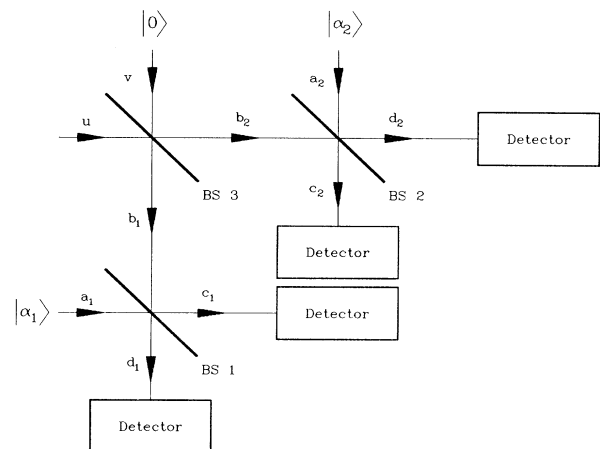 |0⟩
|α₂⟩
v
a₂
u
b₂
d₂
Detector
BS 3
BS 2
c₂
b₁
Detector
|α₁⟩
a₁
c₁
Detector
d₁
BS 1
Detector